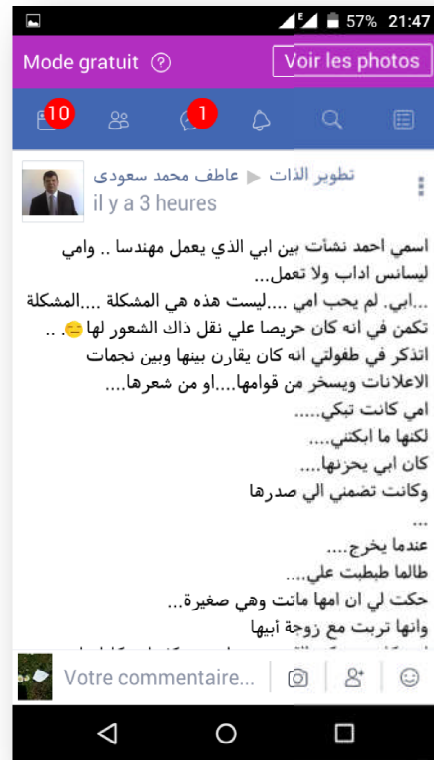 57% 21:47
Mode gratuit ? Voir les photos
10 1
عاطف محمد سعودى ◀ تطوير الذات
il y a 3 heures
اسمي احمد نشأت بين ابي الذي يعمل مهندسا .. وامي
ليسانس اداب ولا تعمل...
...ابي. لم يحب امي ....ليست هذه هي المشكلة ....المشكلة
تكمن في انه كان حريصا علي نقل ذاك الشعور لها😔. ..
اتذكر في طفولتي انه كان يقارن بينها وبين نجمات
الاعلانات ويسخر من قوامها....او من شعرها....
امي كانت تبكي.....
لكنها ما ابكتني....
كان ابي يحزنها....
وكانت تضمني الي صدرها
...
عندما يخرج....
طالما طبطبت علي....
حكت لي ان امها ماتت وهي صغيرة...
وانها تربت مع زوجة أبيها
Votre commentaire...